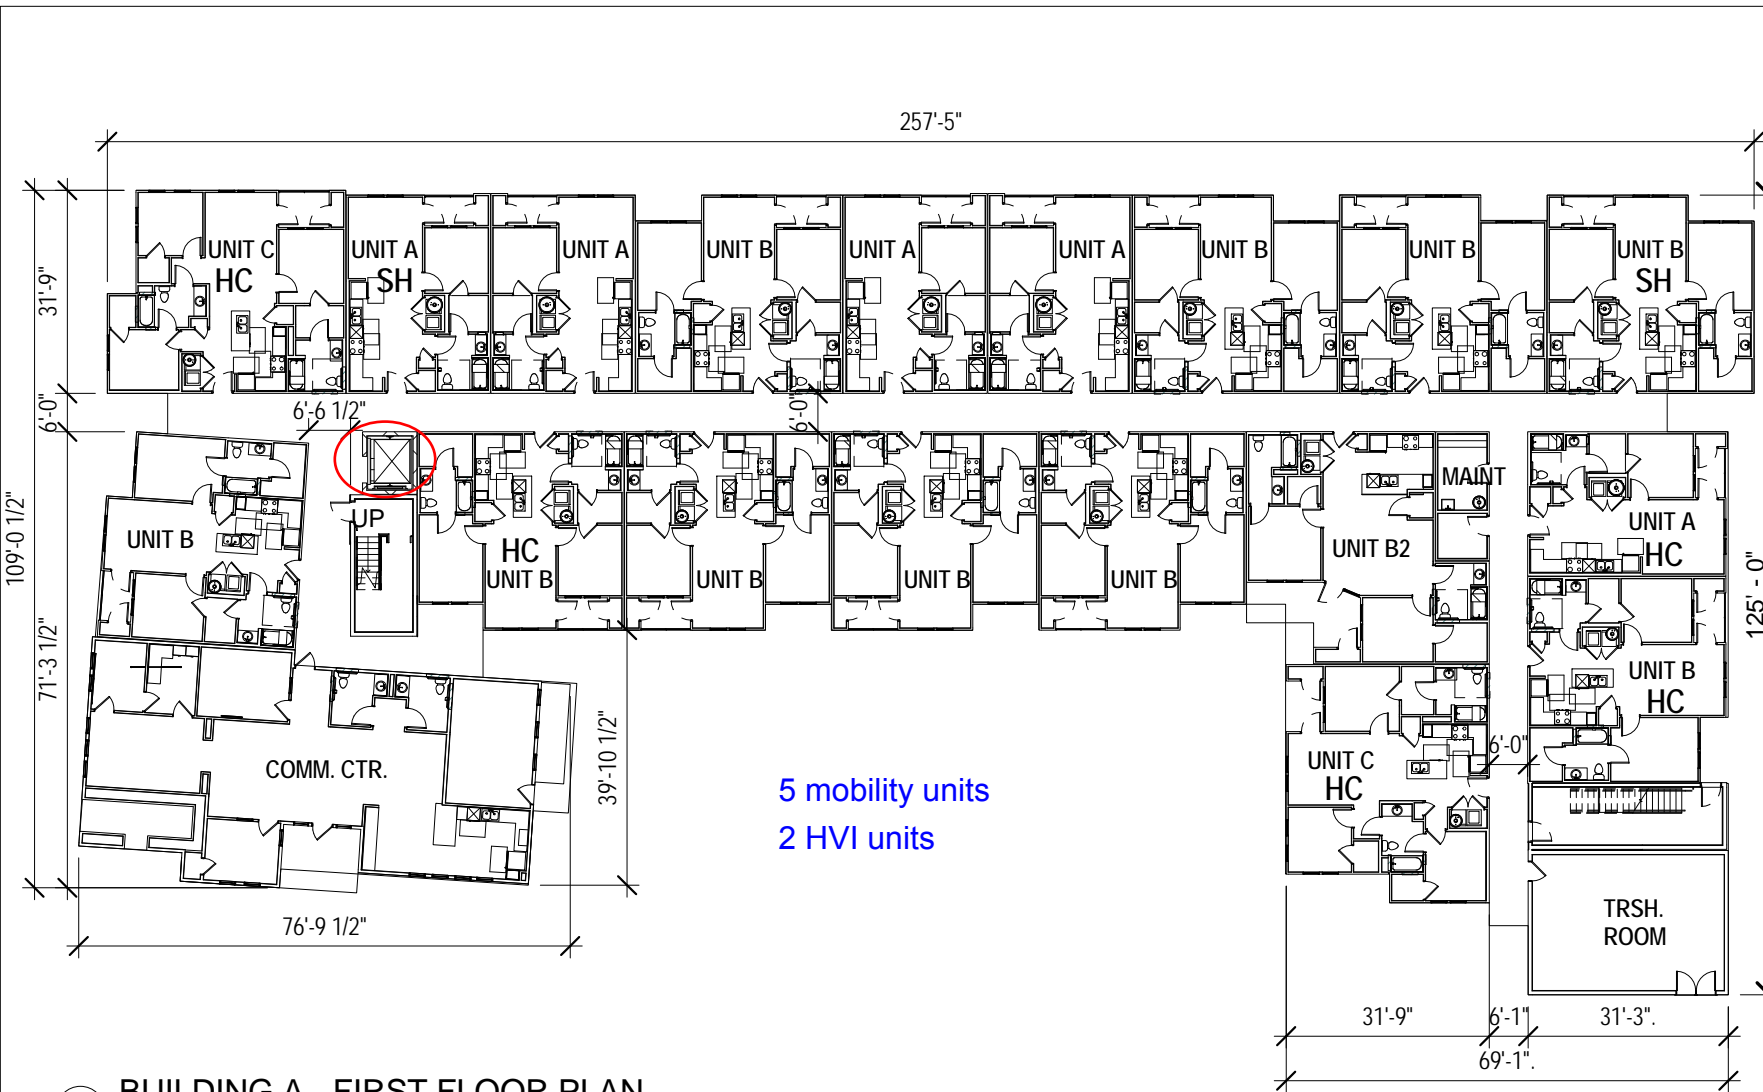 257'-5"
31'-9"
UNIT C
HC
UNIT A
SH
UNIT A
UNIT B
UNIT A
UNIT A
UNIT B
UNIT B
UNIT B
SH
6'-0"
6'-6 1/2"
6'-0"
109'-0 1/2"
71'-3 1/2"
UNIT B
UP
HC
UNIT B
UNIT B
UNIT B
UNIT B
UNIT B2
MAINT
UNIT A
HC
UNIT B
HC
125' - 0"
UNIT C
HC
6'-0"
COMM. CTR.
39'-10 1/2"
5 mobility units
2 HVI units
TRSH.
ROOM
76'-9 1/2"
31'-9"
6'-1"
31'-3".
69'-1".
BUILDING A - FIRST FLOOR PLAN